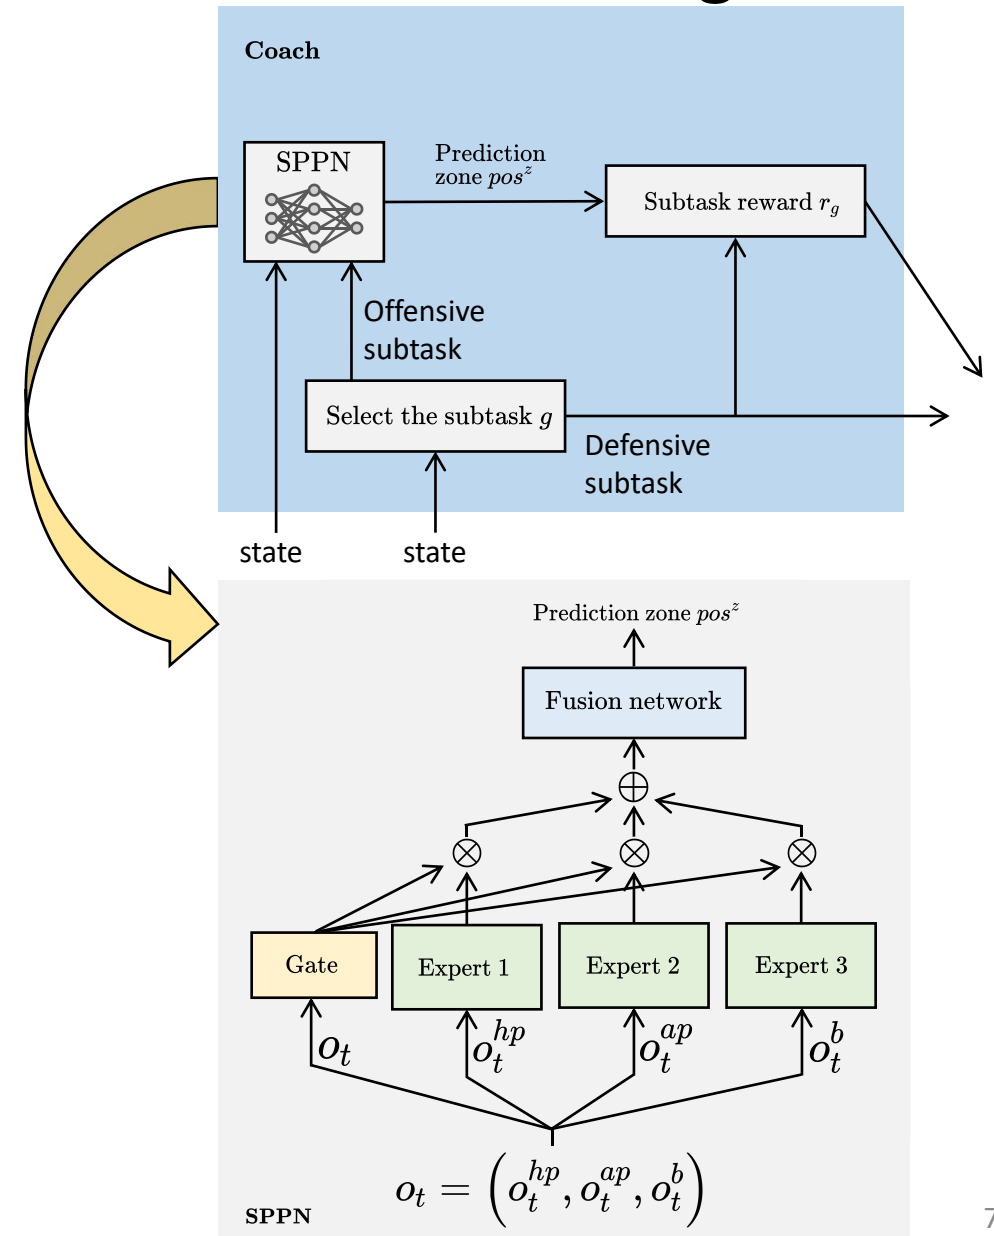 Coach
SPPN
Prediction
zone pos^z
Subtask reward r_g
Offensive
subtask
Select the subtask g
Defensive
subtask
state
state
Prediction zone pos^z
Fusion network
⊕
⊗ ⊗ ⊗
Gate
Expert 1
Expert 2
Expert 3
o_t
o_t^{hp}
o_t^{ap}
o_t^b
o_t = (o_t^{hp}, o_t^{ap}, o_t^b)
SPPN
7